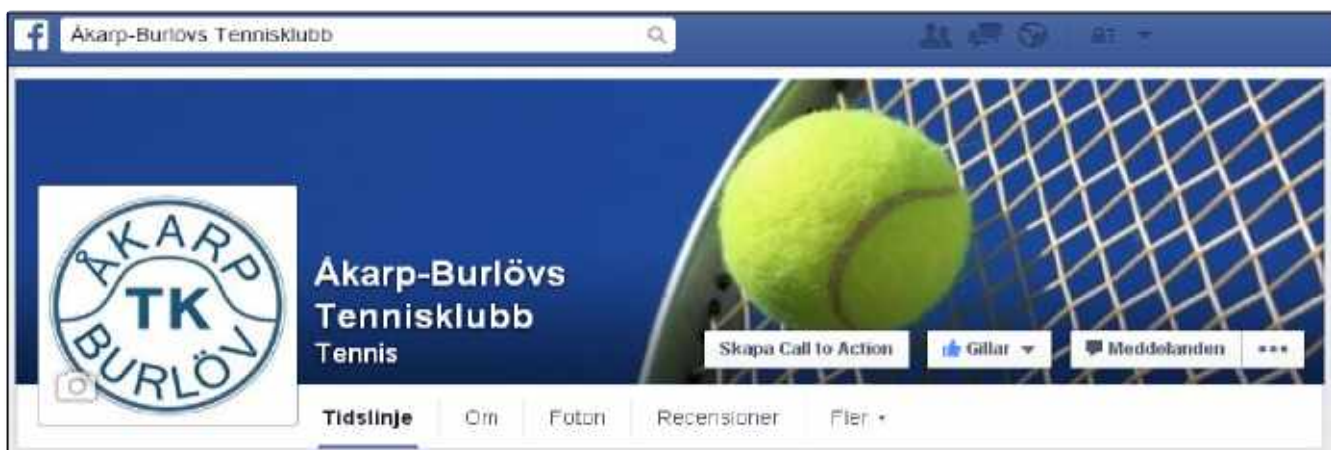 f
Åkarp-Burlövs Tennisklubb
ÅKARP
TK
BURLÖV
Åkarp-Burlövs
Tennisklubb
Tennis
Skapa Call to Action
Gillar
Meddelanden
Tidslinje
Om
Foton
Recensioner
Fler